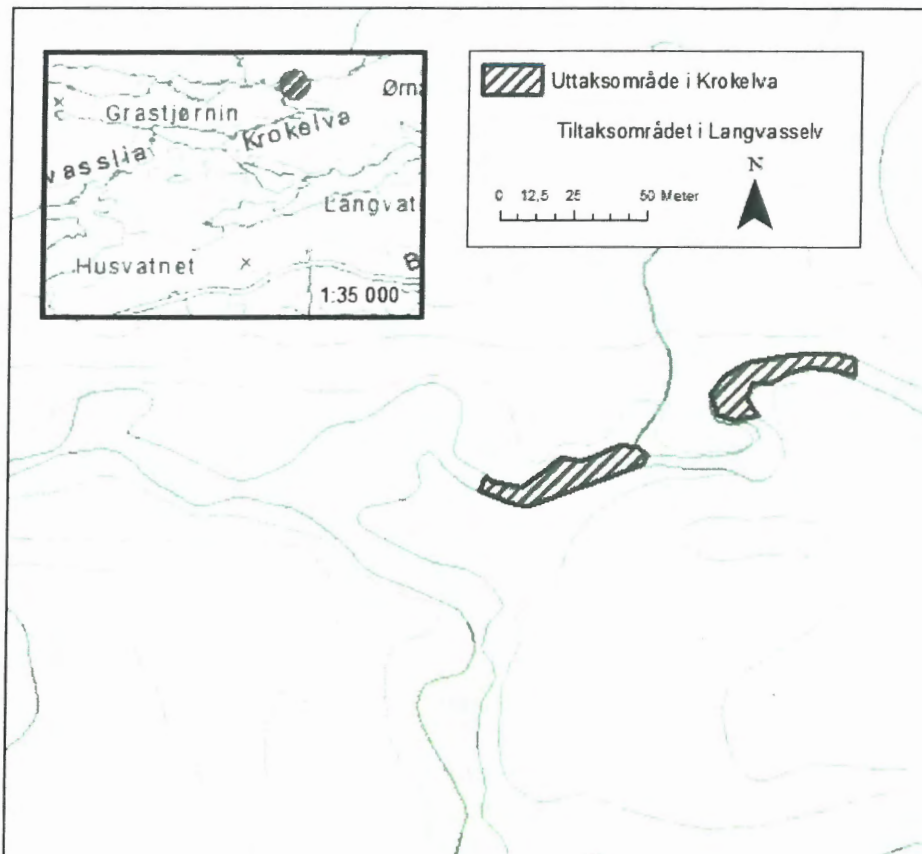 Grastjørnin
Krokelva
vasslia
Langvat
Husvatnet
1:35 000
Uttaksområde i Krokelva
Tiltaksområdet i Langvasselv
N
0 12,5 25 50 Meter